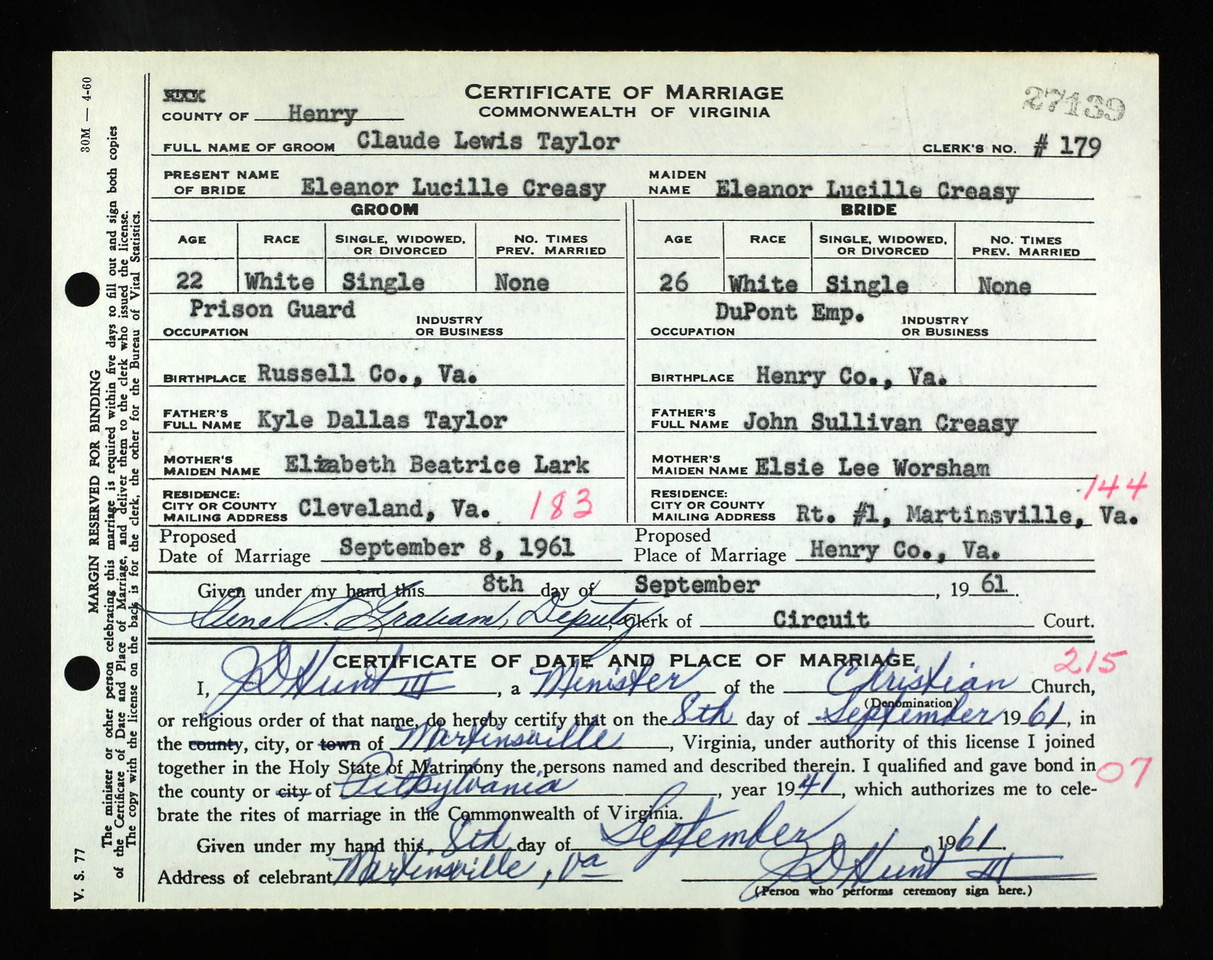 CERTIFICATE OF MARRIAGE
COMMONWEALTH OF VIRGINIA
27139
COUNTY OF Henry
FULL NAME OF GROOM Claude Lewis Taylor CLERK'S NO. # 179
PRESENT NAME OF BRIDE Eleanor Lucille Creasy MAIDEN NAME Eleanor Lucille Creasy
GROOM BRIDE
AGE RACE SINGLE, WIDOWED, OR DIVORCED NO. TIMES PREV. MARRIED AGE RACE SINGLE, WIDOWED, OR DIVORCED NO. TIMES PREV. MARRIED
22 White Single None 26 White Single None
Prison Guard DuPont Emp.
OCCUPATION INDUSTRY OR BUSINESS OCCUPATION INDUSTRY OR BUSINESS
BIRTHPLACE Russell Co., Va. BIRTHPLACE Henry Co., Va.
FATHER'S FULL NAME Kyle Dallas Taylor FATHER'S FULL NAME John Sullivan Creasy
MOTHER'S MAIDEN NAME Elizabeth Beatrice Lark MOTHER'S MAIDEN NAME Elsie Lee Worsham
RESIDENCE: CITY OR COUNTY MAILING ADDRESS Cleveland, Va. 183 RESIDENCE: CITY OR COUNTY MAILING ADDRESS Rt. #1, Martinsville, Va. 144
Proposed Date of Marriage September 8, 1961 Proposed Place of Marriage Henry Co., Va.
Given under my hand this 8th day of September, 19 61.
Graham, Deputy Clerk of Circuit Court.
CERTIFICATE OF DATE AND PLACE OF MARRIAGE 215
I, J D Hunt III, a Minister of the Christian Church,
(Denomination)
or religious order of that name, do hereby certify that on the 8th day of September 1961, in
the county, city, or town of Martinsville, Virginia, under authority of this license I joined
together in the Holy State of Matrimony the persons named and described therein. I qualified and gave bond in 07
the county or city of Pittsylvania, year 1941, which authorizes me to cele-
brate the rites of marriage in the Commonwealth of Virginia.
Given under my hand this 8th day of September 1961.
Address of celebrant Martinsville, Va J D Hunt III
(Person who performs ceremony sign here.)
V. S. 77 MARGIN RESERVED FOR BINDING 30M — 4-60
The minister or other person celebrating this marriage is required within five days to fill out and sign both copies
of the Certificate of Date and Place of Marriage, and deliver them to the clerk who issued the license.
The copy with the license on the back is for the clerk, the other for the Bureau of Vital Statistics.